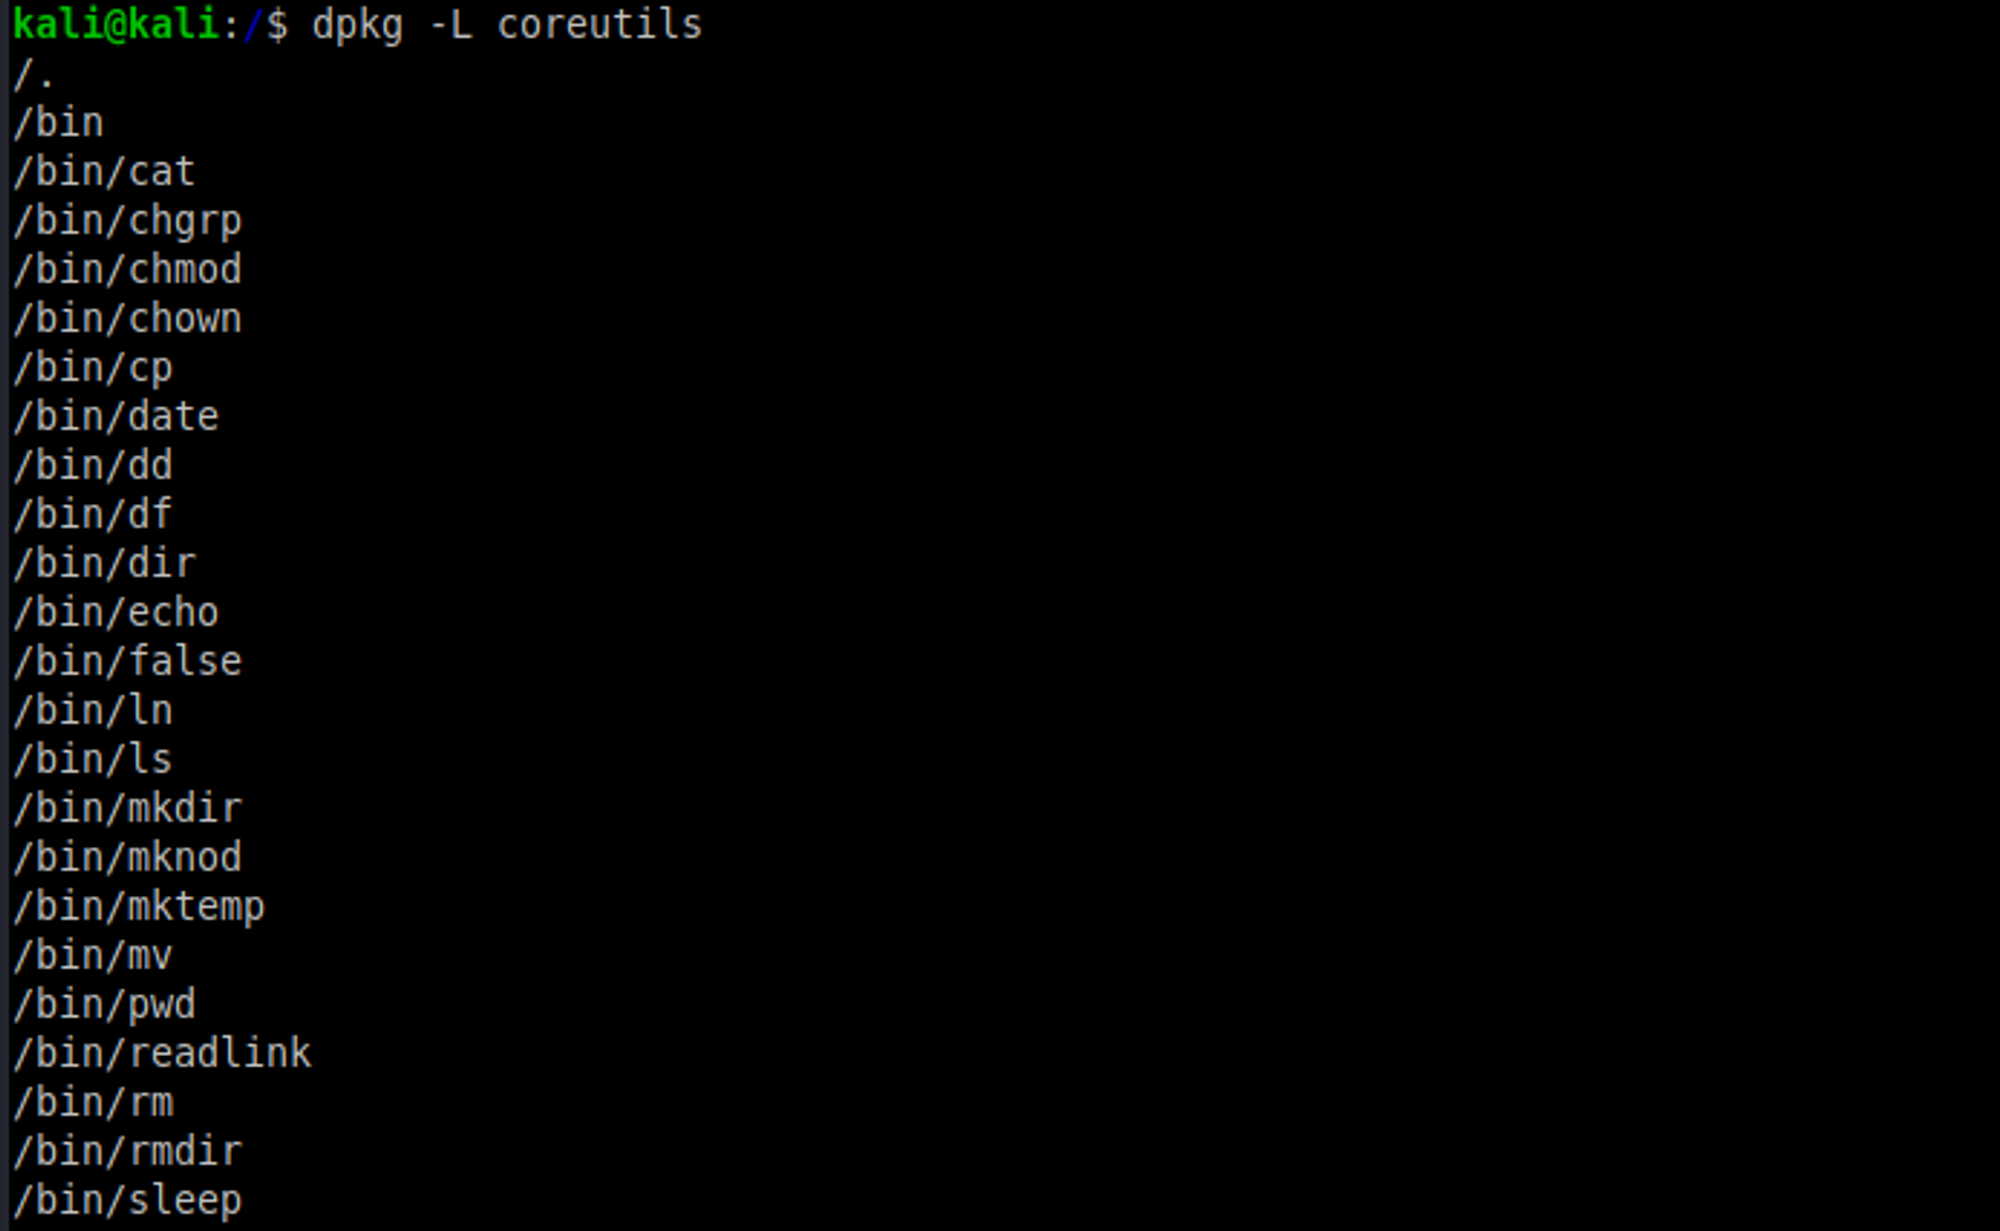 kali@kali:/$ dpkg -L coreutils
/.
/bin
/bin/cat
/bin/chgrp
/bin/chmod
/bin/chown
/bin/cp
/bin/date
/bin/dd
/bin/df
/bin/dir
/bin/echo
/bin/false
/bin/ln
/bin/ls
/bin/mkdir
/bin/mknod
/bin/mktemp
/bin/mv
/bin/pwd
/bin/readlink
/bin/rm
/bin/rmdir
/bin/sleep